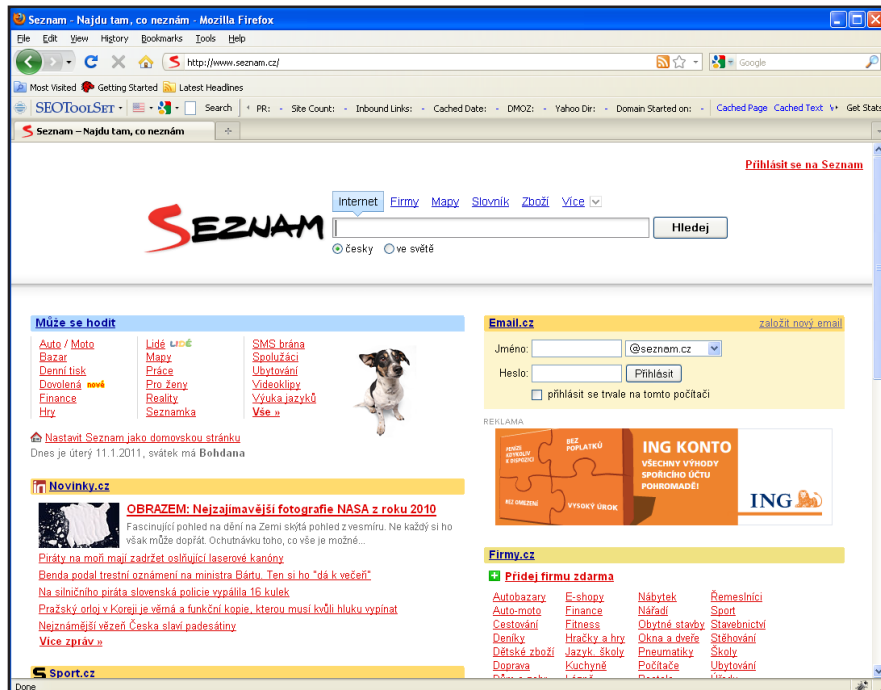 Seznam - Najdu tam, co neznám - Mozilla Firefox
File Edit View History Bookmarks Tools Help
http://www.seznam.cz/
Google
Most Visited Getting Started Latest Headlines
SEOToolSet Search PR: - Site Count: - Inbound Links: - Cached Date: - DMOZ: - Yahoo Dir: - Domain Started on: - Cached Page Cached Text Get Stats
Seznam – Najdu tam, co neznám
Přihlásit se na Seznam
Internet Firmy Mapy Slovník Zboží Více
SEZNAM
Hledej
česky ve světě
Může se hodit
Auto / Moto Lidé LIDÉ SMS brána
Bazar Mapy Spolužáci
Denní tisk Práce Ubytování
Dovolená nové Pro ženy Videoklipy
Finance Reality Výuka jazyků
Hry Seznamka Vše »
Nastavit Seznam jako domovskou stránku
Dnes je úterý 11.1.2011, svátek má Bohdana
Novinky.cz
OBRAZEM: Nejzajímavější fotografie NASA z roku 2010
Fascinující pohled na dění na Zemi skýtá pohled z vesmíru. Ne každý si ho
však může dopřát. Ochutnávku toho, co vše je možné...
Piráty na moři mají zadržet oslňující laserové kanóny
Benda podal trestní oznámení na ministra Bártu. Ten si ho "dá k večeři"
Na silničního piráta slovenská policie vypálila 16 kulek
Pražský orloj v Koreji je věrná a funkční kopie, kterou musí kvůli hluku vypínat
Nejznámější vězeň Česka slaví padesátiny
Více zpráv »
Sport.cz
Email.cz založit nový email
Jméno: @seznam.cz
Heslo: Přihlásit
přihlásit se trvale na tomto počítači
REKLAMA
PENÍZE
KDYKOLIV
K DISPOZICI
BEZ
POPLATKŮ
BEZ OMEZENÍ
VYSOKÝ ÚROK
ING KONTO
VŠECHNY VÝHODY
SPOŘICÍHO ÚČTU
POHROMADĚ!
ING
Firmy.cz
Přidej firmu zdarma
Autobazary E-shopy Nábytek Řemeslníci
Auto-moto Finance Nářadí Sport
Cestování Fitness Obytné stavby Stavebnictví
Deníky Hračky a hry Okna a dveře Stěhování
Dětské zboží Jazyk. školy Pneumatiky Školy
Doprava Kuchyně Počítače Ubytování
Done